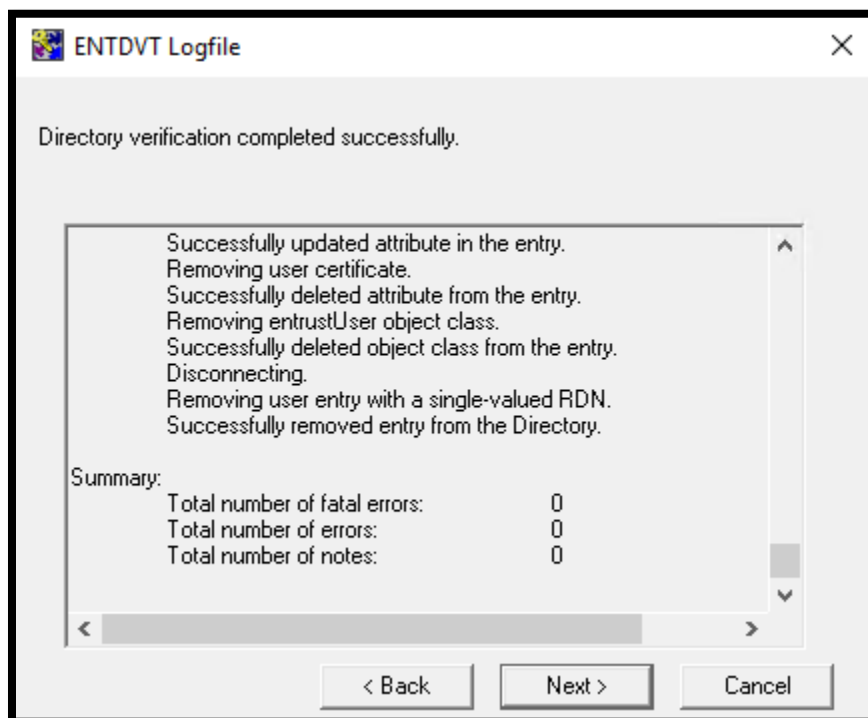 ENTDVT Logfile
Directory verification completed successfully.
Successfully updated attribute in the entry.
Removing user certificate.
Successfully deleted attribute from the entry.
Removing entrustUser object class.
Successfully deleted object class from the entry.
Disconnecting.
Removing user entry with a single-valued RDN.
Successfully removed entry from the Directory.
Summary:
Total number of fatal errors: 0
Total number of errors: 0
Total number of notes: 0
< Back Next > Cancel